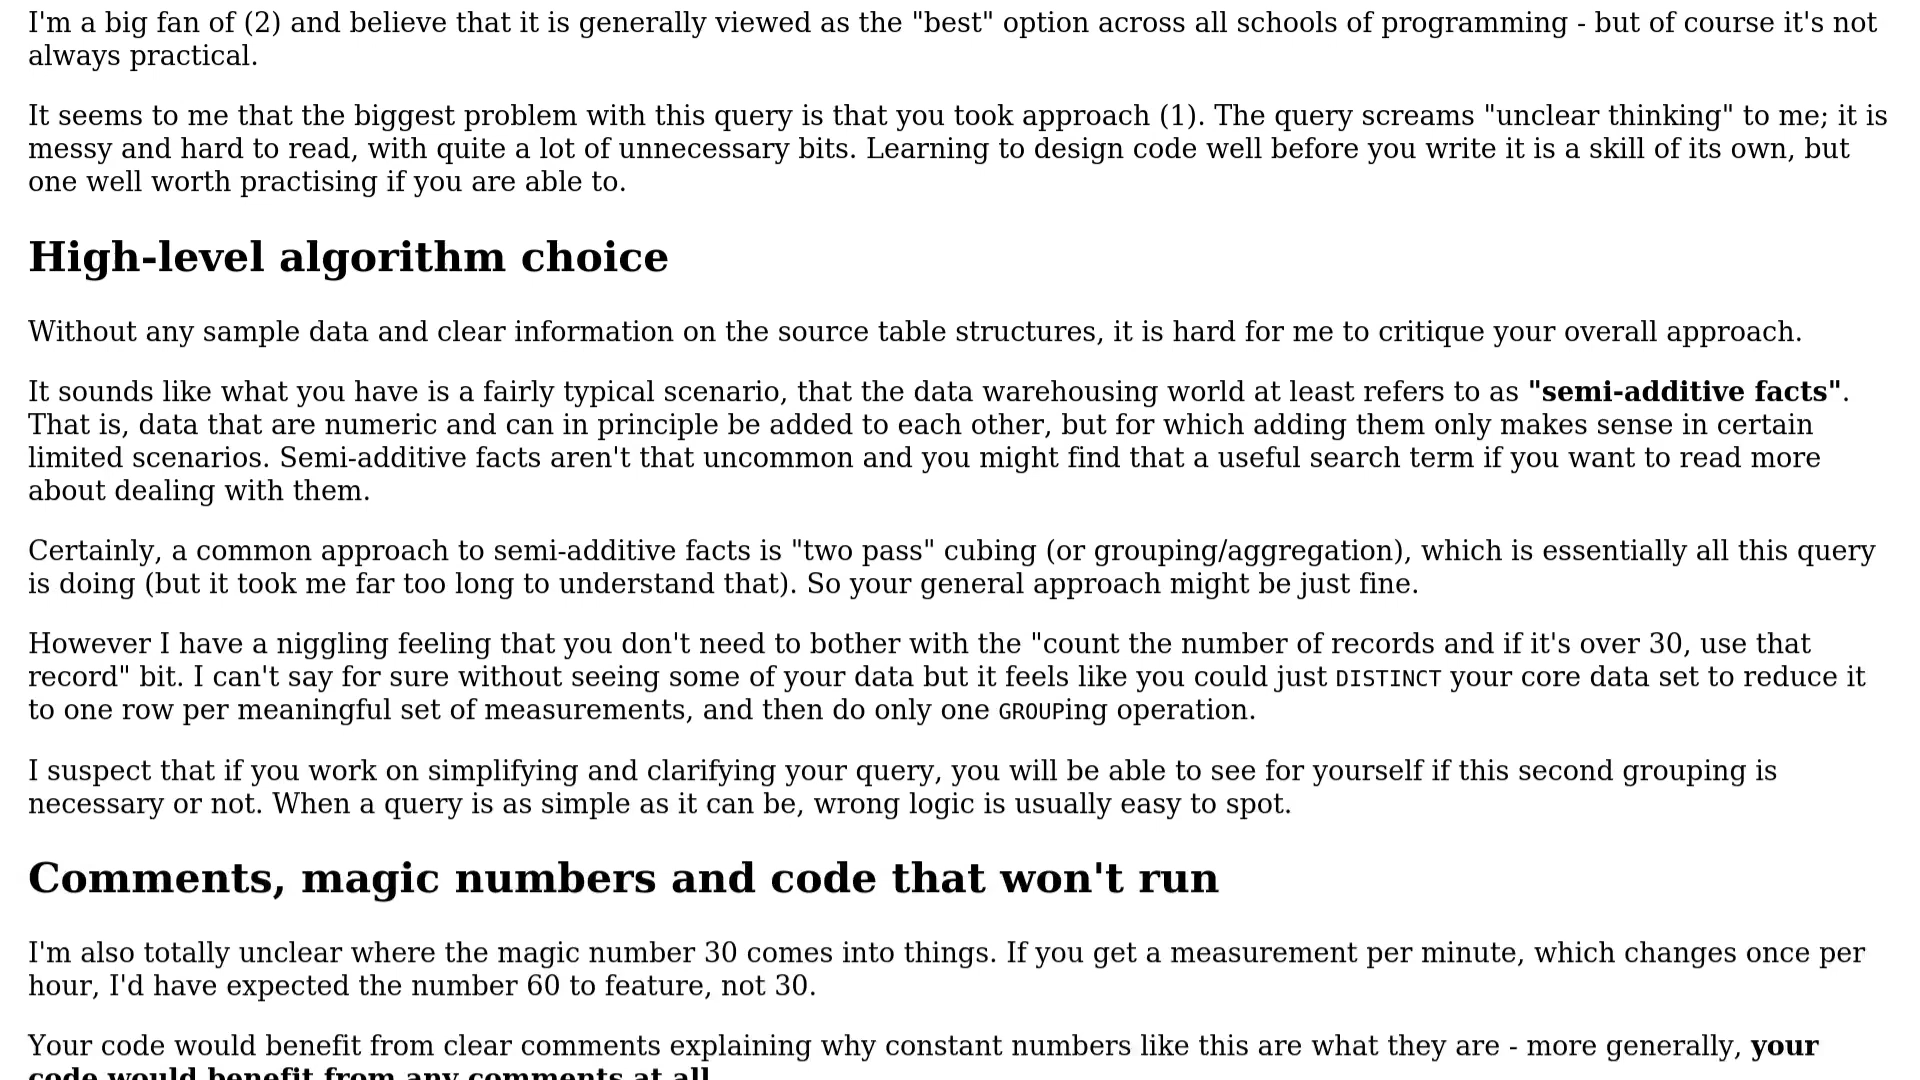 I'm a big fan of (2) and believe that it is generally viewed as the "best" option across all schools of programming - but of course it's not
always practical.
It seems to me that the biggest problem with this query is that you took approach (1). The query screams "unclear thinking" to me; it is
messy and hard to read, with quite a lot of unnecessary bits. Learning to design code well before you write it is a skill of its own, but
one well worth practising if you are able to.
High-level algorithm choice
Without any sample data and clear information on the source table structures, it is hard for me to critique your overall approach.
It sounds like what you have is a fairly typical scenario, that the data warehousing world at least refers to as "semi-additive facts".
That is, data that are numeric and can in principle be added to each other, but for which adding them only makes sense in certain
limited scenarios. Semi-additive facts aren't that uncommon and you might find that a useful search term if you want to read more
about dealing with them.
Certainly, a common approach to semi-additive facts is "two pass" cubing (or grouping/aggregation), which is essentially all this query
is doing (but it took me far too long to understand that). So your general approach might be just fine.
However I have a niggling feeling that you don't need to bother with the "count the number of records and if it's over 30, use that
record" bit. I can't say for sure without seeing some of your data but it feels like you could just DISTINCT your core data set to reduce it
to one row per meaningful set of measurements, and then do only one GROUPing operation.
I suspect that if you work on simplifying and clarifying your query, you will be able to see for yourself if this second grouping is
necessary or not. When a query is as simple as it can be, wrong logic is usually easy to spot.
Comments, magic numbers and code that won't run
I'm also totally unclear where the magic number 30 comes into things. If you get a measurement per minute, which changes once per
hour, I'd have expected the number 60 to feature, not 30.
Your code would benefit from clear comments explaining why constant numbers like this are what they are - more generally, your
code would benefit from any comments at all